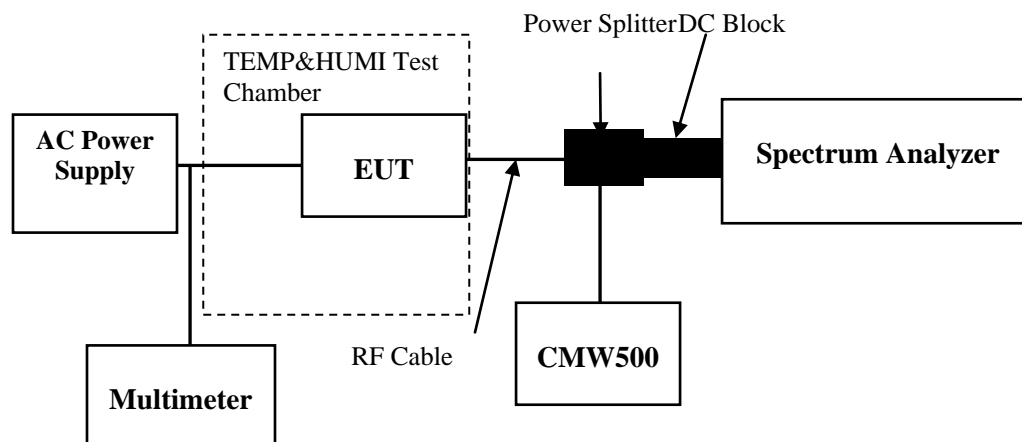 Power SplitterDC Block
TEMP&HUMI Test
Chamber
AC Power
Supply
EUT
Spectrum Analyzer
RF Cable
CMW500
Multimeter